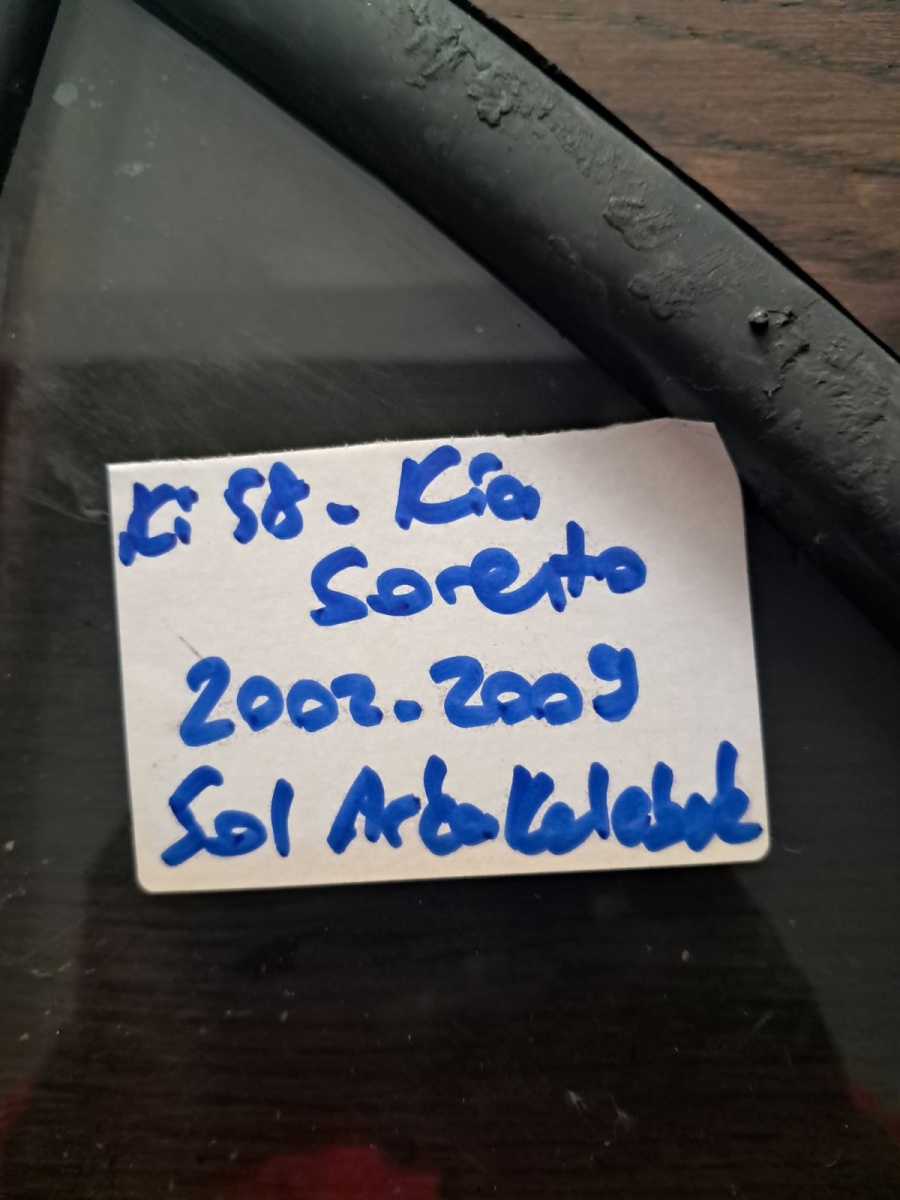 Ki 58. Kia
Sorento
2002.2009
Sol Arka Kelebek